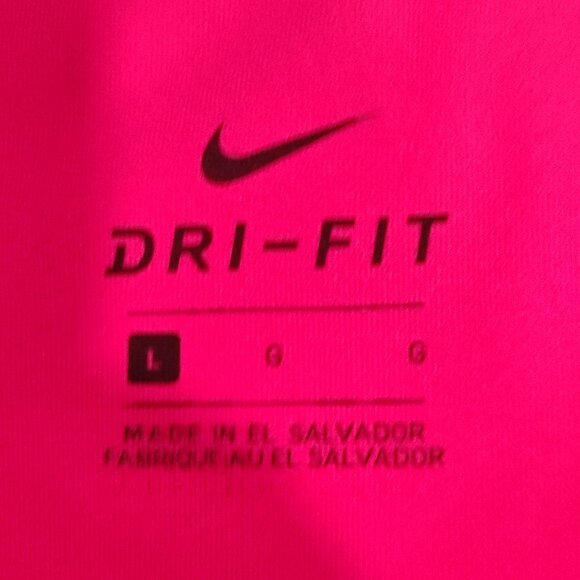 DRI-FIT
L G G
MADE IN EL SALVADOR
FABRIQUE AU EL SALVADOR